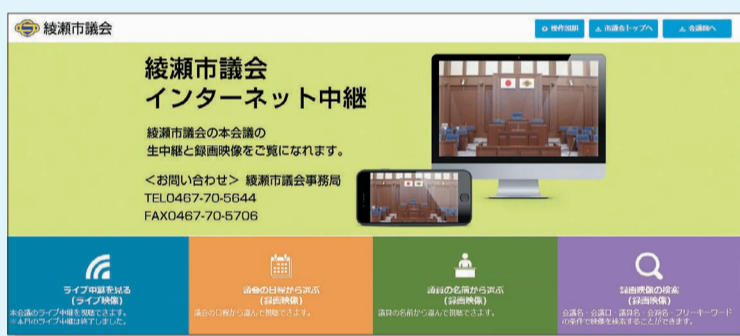 綾瀬市議会
操作説明
市議会トップへ
会議録へ
綾瀬市議会
インターネット中継
綾瀬市議会の本会議の
生中継と録画映像をご覧になれます。
<お問い合わせ> 綾瀬市議会事務局
TEL0467-70-5644
FAX0467-70-5706
ライブ中継を見る
(ライブ映像)
本会議のライブ中継を視聴できます。
※本日のライブ中継は終了しました。
議会の日程から選ぶ
(録画映像)
議会の日程から選んで視聴できます。
議員の名前から選ぶ
(録画映像)
議員の名前から選んで視聴できます。
録画映像の検索
(録画映像)
会議名・会議日・議員名・会派名・フリーキーワード
の条件で映像を検索することができます。